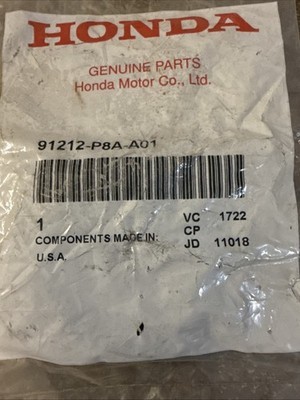 HONDA
GENUINE PARTS
Honda Motor Co., Ltd.
91212-P8A-A01
1 VC 1722
CP
COMPONENTS MADE IN: JD 11018
U.S.A.